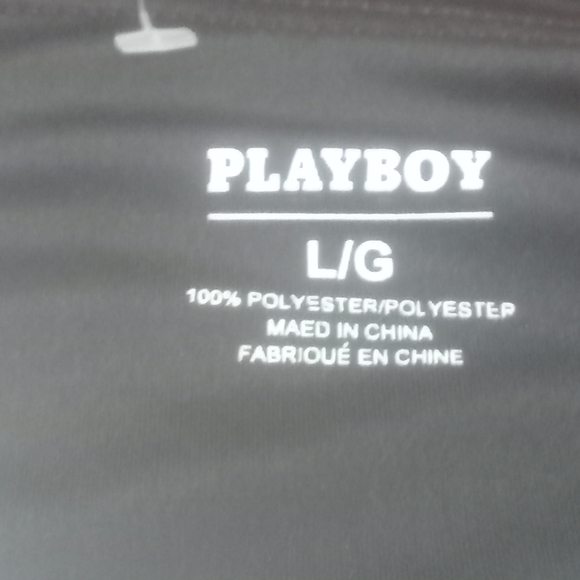 PLAYBOY
L/G
100% POLYESTER/POLYESTER
MAED IN CHINA
FABRIOUÉ EN CHINE